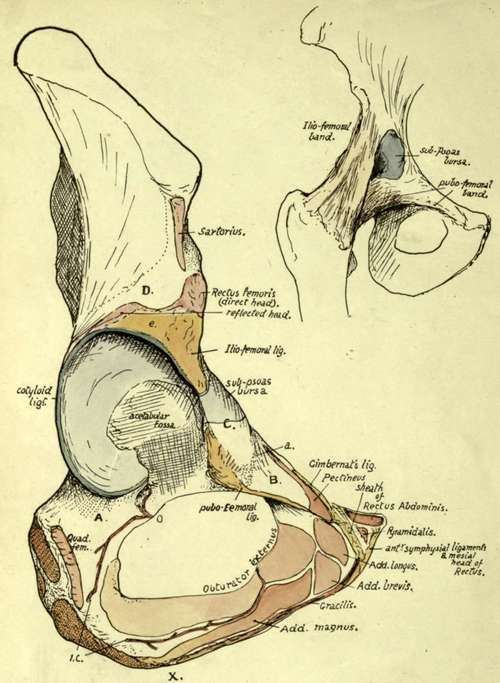 Ilio-femoral
band.
sub-Psoas
bursa.
pubo-femoral
band.
Sartorius.
D.
Rectus Femoris
(direct head).
reflected head.
e.
Ilio-femoral lig.
cotyloid
ligt.
sub-psoas
bursa
acetabular
fossa
C.
a.
Gimbernat's lig.
Pectineus
sheath
of
Rectus Abdominis.
B
A
O
pubo-femoral
lig.
Pyramidalis.
Quad.
fem.
antr symphysial ligaments
& mesial
head of
Rectus.
Obturator Externus
Add. longus.
Add. brevis.
Gracilis.
Add. magnus.
i.c.
X.